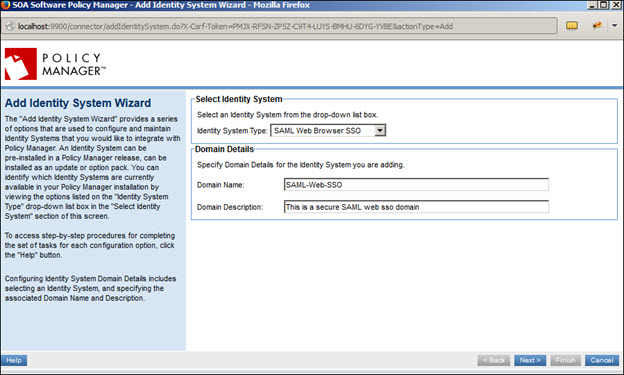 SOA Software Policy Manager - Add Identity System Wizard - Mozilla Firefox
localhost:9900/connector/addIdentitySystem.do?X-Csrf-Token=PMJX-RFSN-ZPSZ-C9T4-LUYS-BMHU-6DYG-YVBE&actionType=Add
POLICY
MANAGER™
Add Identity System Wizard
The "Add Identity System Wizard" provides a series
of options that are used to configure and maintain
Identity Systems that you would like to integrate with
Policy Manager. An Identity System can be
pre-installed in a Policy Manager release, can be
installed as an update or option pack. You can
identify which Identity Systems are currently
available in your Policy Manager installation by
viewing the options listed on the "Identity System
Type" drop-down list box in the "Select Identity
System" section of this screen.
To access step-by-step procedures for completing
the set of tasks for each configuration option, click
the "Help" button.
Configuring Identity System Domain Details includes
selecting an Identity System, and specifying the
associated Domain Name and Description.
Select Identity System
Select an Identity System from the drop-down list box.
Identity System Type: SAML Web Browser SSO
Domain Details
Specify Domain Details for the Identity System you are adding.
Domain Name: SAML-Web-SSO
Domain Description: This is a secure SAML web sso domain
Help < Back Next > Finish Cancel